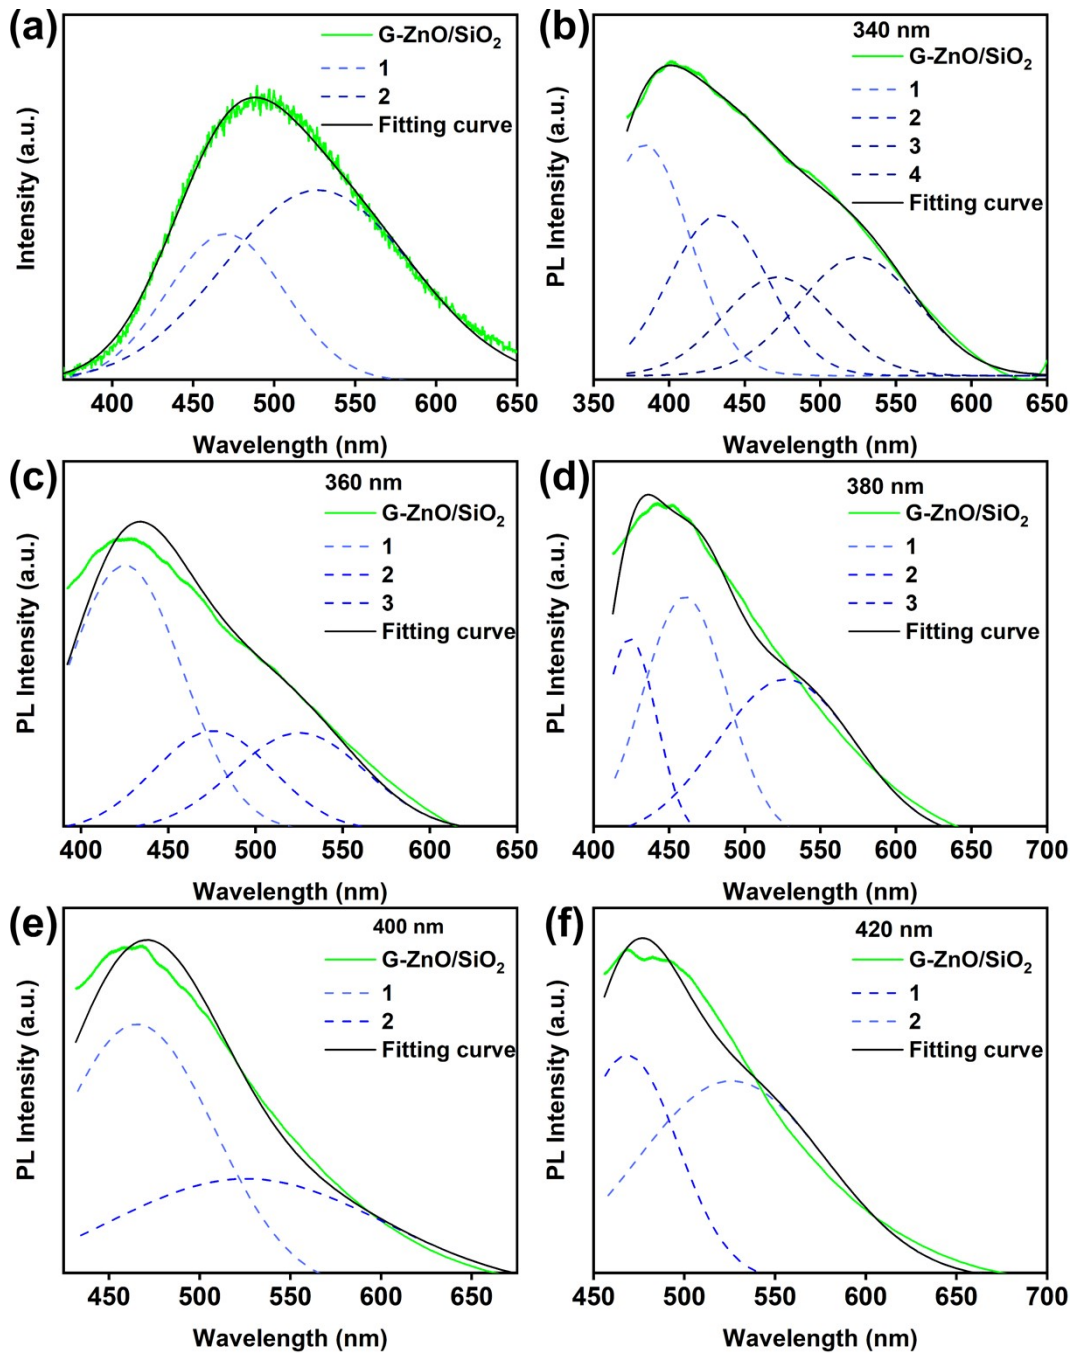 (a)
G-ZnO/SiO₂
1
2
Fitting curve
Intensity (a.u.)
400 450 500 550 600 650
Wavelength (nm)
(b)
340 nm
G-ZnO/SiO₂
1
2
3
4
Fitting curve
PL Intensity (a.u.)
350 400 450 500 550 600 650
Wavelength (nm)
(c)
360 nm
G-ZnO/SiO₂
1
2
3
Fitting curve
PL Intensity (a.u.)
400 450 500 550 600 650
Wavelength (nm)
(d)
380 nm
G-ZnO/SiO₂
1
2
3
Fitting curve
PL Intensity (a.u.)
400 450 500 550 600 650 700
Wavelength (nm)
(e)
400 nm
G-ZnO/SiO₂
1
2
Fitting curve
PL Intensity (a.u.)
450 500 550 600 650
Wavelength (nm)
(f)
420 nm
G-ZnO/SiO₂
1
2
Fitting curve
PL Intensity (a.u.)
450 500 550 600 650 700
Wavelength (nm)